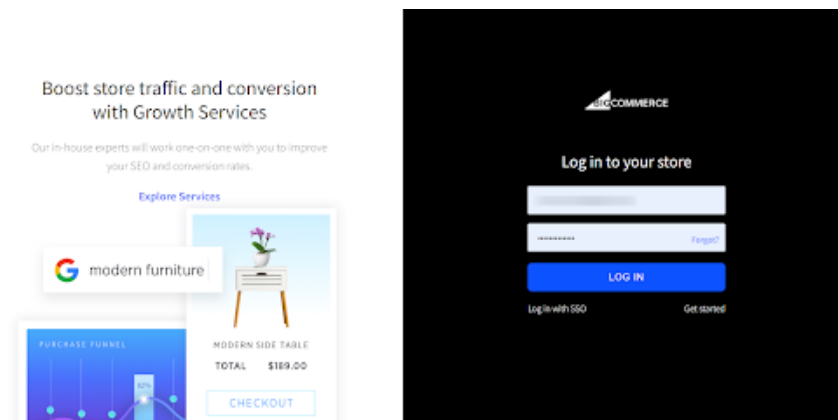 Boost store traffic and conversion
with Growth Services
Our in-house experts will work one-on-one with you to improve
your SEO and conversion rates.
Explore Services
G modern furniture
PURCHASE FUNNEL
82%
MODERN SIDE TABLE
TOTAL $189.00
CHECKOUT
BIGCOMMERCE
Log in to your store
Forgot?
LOG IN
Log in with SSO Get started